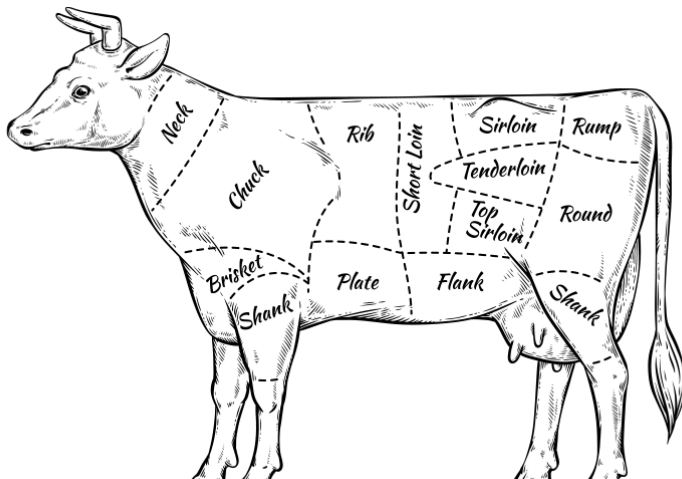 Neck
Chuck
Rib
Short Loin
Sirloin
Rump
Tenderloin
Top
Sirloin
Round
Brisket
Shank
Plate
Flank
Shank